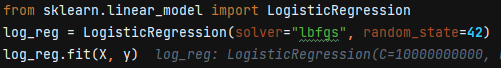 from sklearn.linear_model import LogisticRegression
log_reg = LogisticRegression(solver="lbfgs", random_state=42)
log_reg.fit(X, y) log_reg: LogisticRegression(C=10000000000,